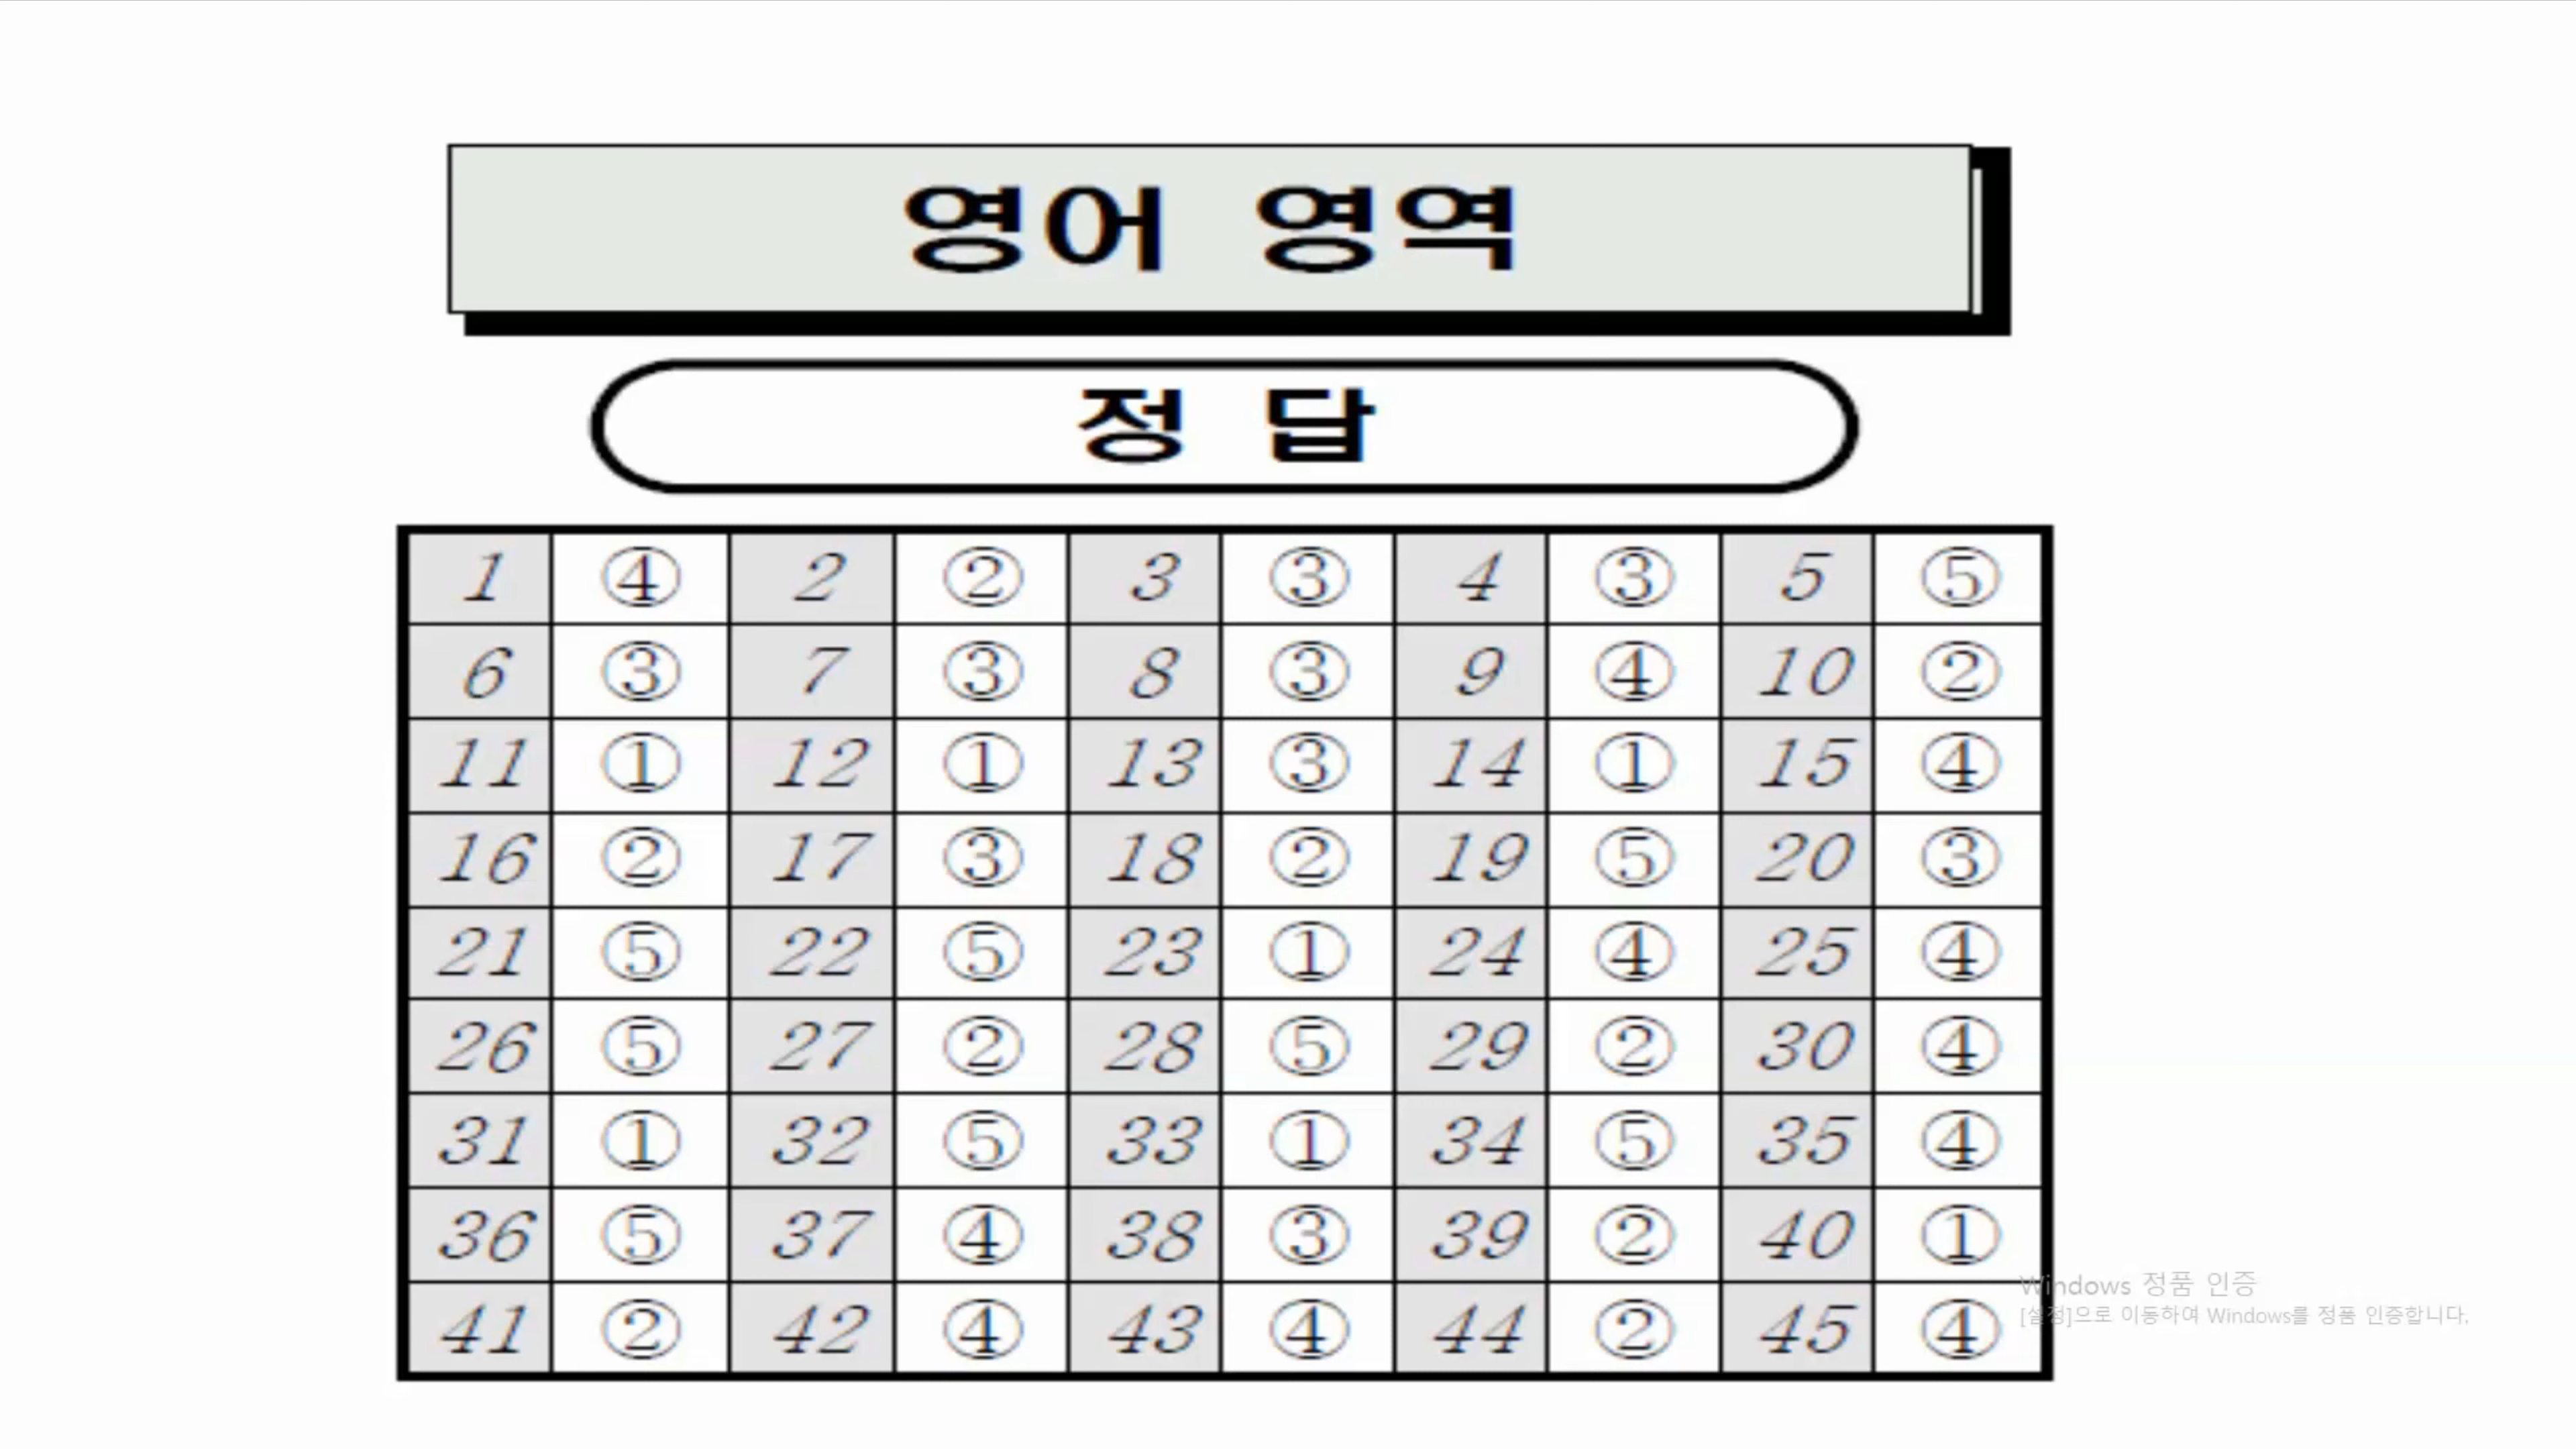 영어 영역
정 답
1 ④ 2 ② 3 ③ 4 ③ 5 ⑤
6 ③ 7 ③ 8 ③ 9 ④ 10 ②
11 ① 12 ① 13 ③ 14 ① 15 ④
16 ② 17 ③ 18 ② 19 ⑤ 20 ③
21 ⑤ 22 ⑤ 23 ① 24 ④ 25 ④
26 ⑤ 27 ② 28 ⑤ 29 ② 30 ④
31 ① 32 ⑤ 33 ① 34 ⑤ 35 ④
36 ⑤ 37 ④ 38 ③ 39 ② 40 ①
41 ② 42 ④ 43 ④ 44 ② 45 ④
Windows 정품 인증
[설정]으로 이동하여 Windows를 정품 인증합니다.